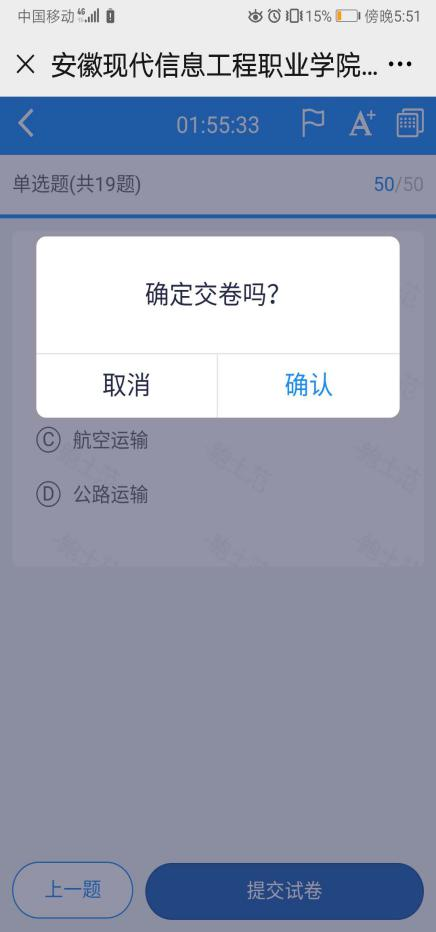 中国移动 4G 15% 傍晚5:51
安徽现代信息工程职业学院...
01:55:33 A+
单选题(共19题) 50/50
确定交卷吗?
取消 确认
C 航空运输
D 公路运输
上一题 提交试卷